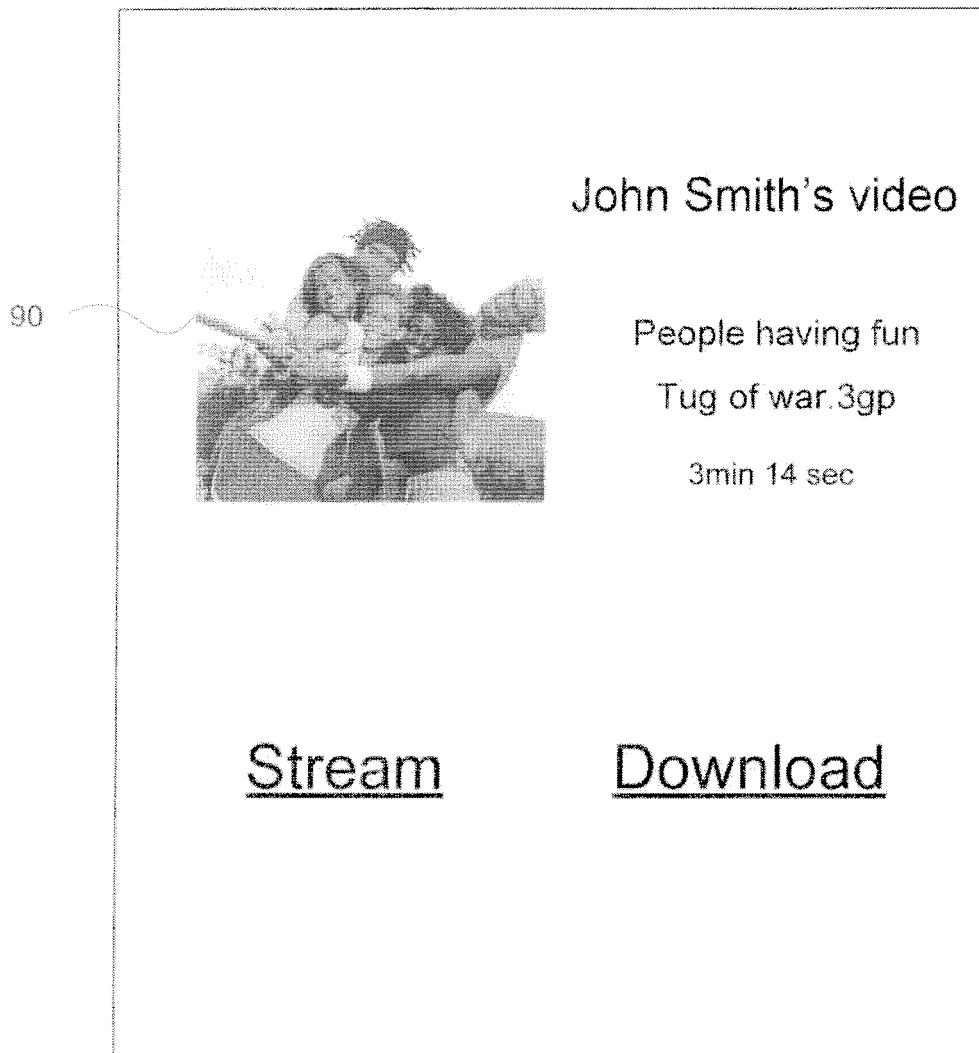 John Smith's video
90
People having fun
Tug of war.3gp
3min 14 sec
Stream
Download